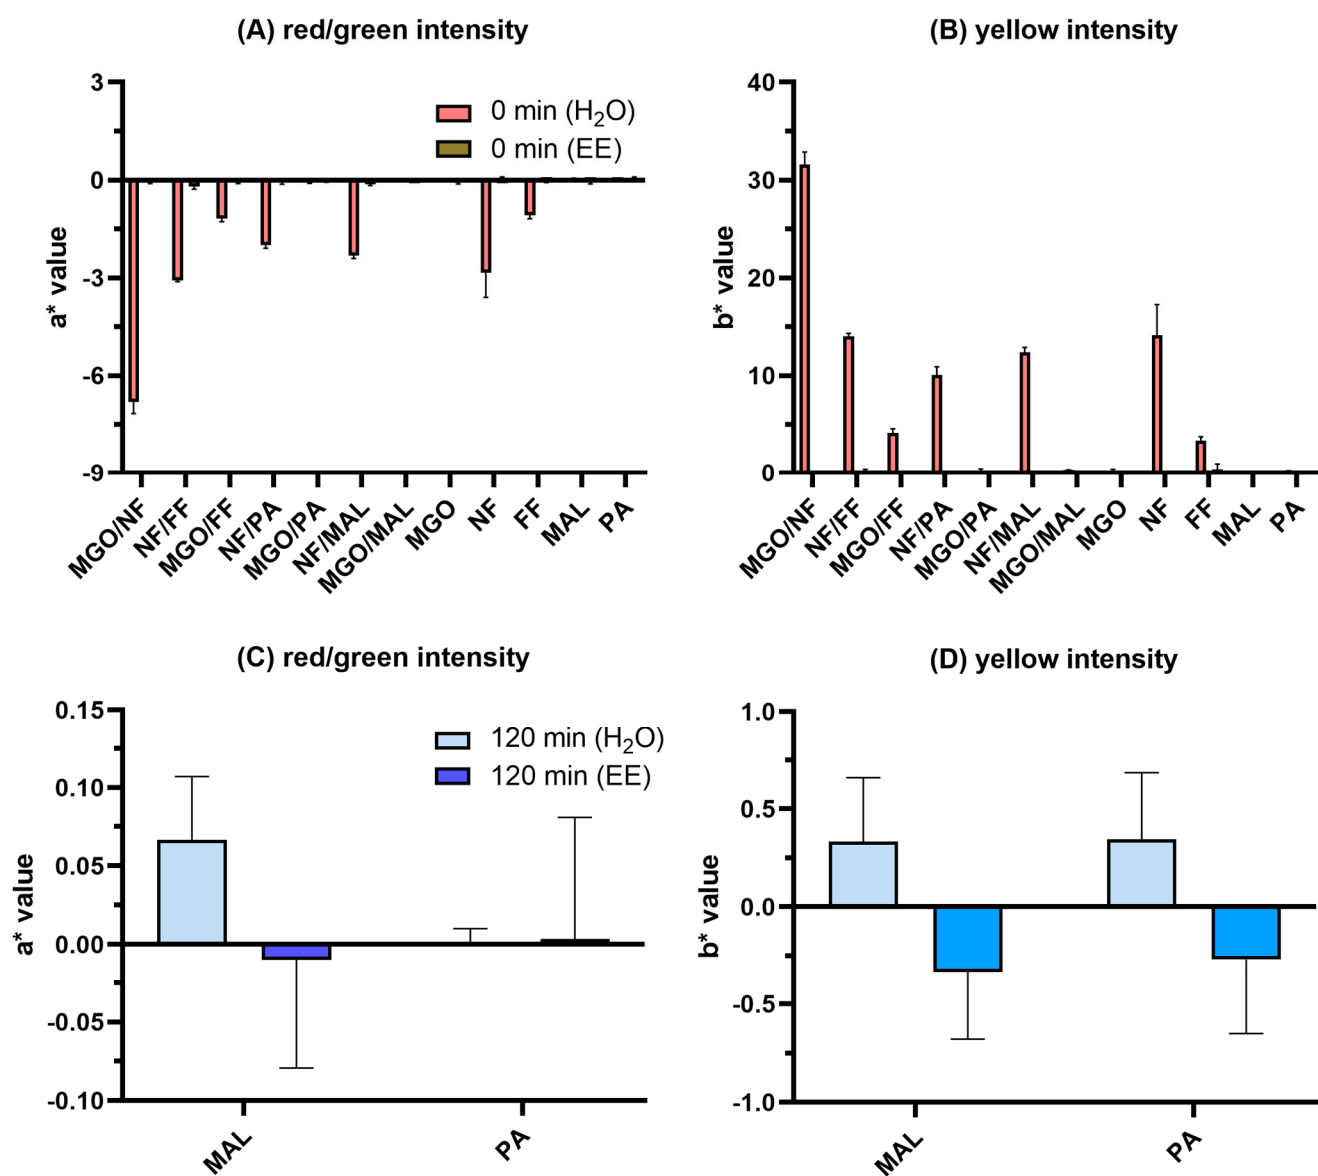 (A) red/green intensity
a* value
3
0
-3
-6
-9
0 min (H₂O)
0 min (EE)
MGO/NF
NF/FF
MGO/FF
NF/PA
MGO/PA
NF/MAL
MGO/MAL
MGO
NF
FF
MAL
PA
(B) yellow intensity
b* value
40
30
20
10
0
MGO/NF
NF/FF
MGO/FF
NF/PA
MGO/PA
NF/MAL
MGO/MAL
MGO
NF
FF
MAL
PA
(C) red/green intensity
a* value
0.15
0.10
0.05
0.00
-0.05
-0.10
120 min (H₂O)
120 min (EE)
MAL
PA
(D) yellow intensity
b* value
1.0
0.5
0.0
-0.5
-1.0
MAL
PA